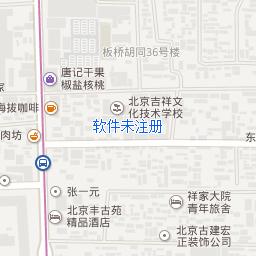 板桥胡同36号楼
唐记干果
椒盐核桃
家
北京吉祥文
化技术学校
海拔咖啡
软件未注册
肉坊
东
张一元
祥家大院
青年旅舍
北京丰古苑
精品酒店
北京古建宏
正装饰公司